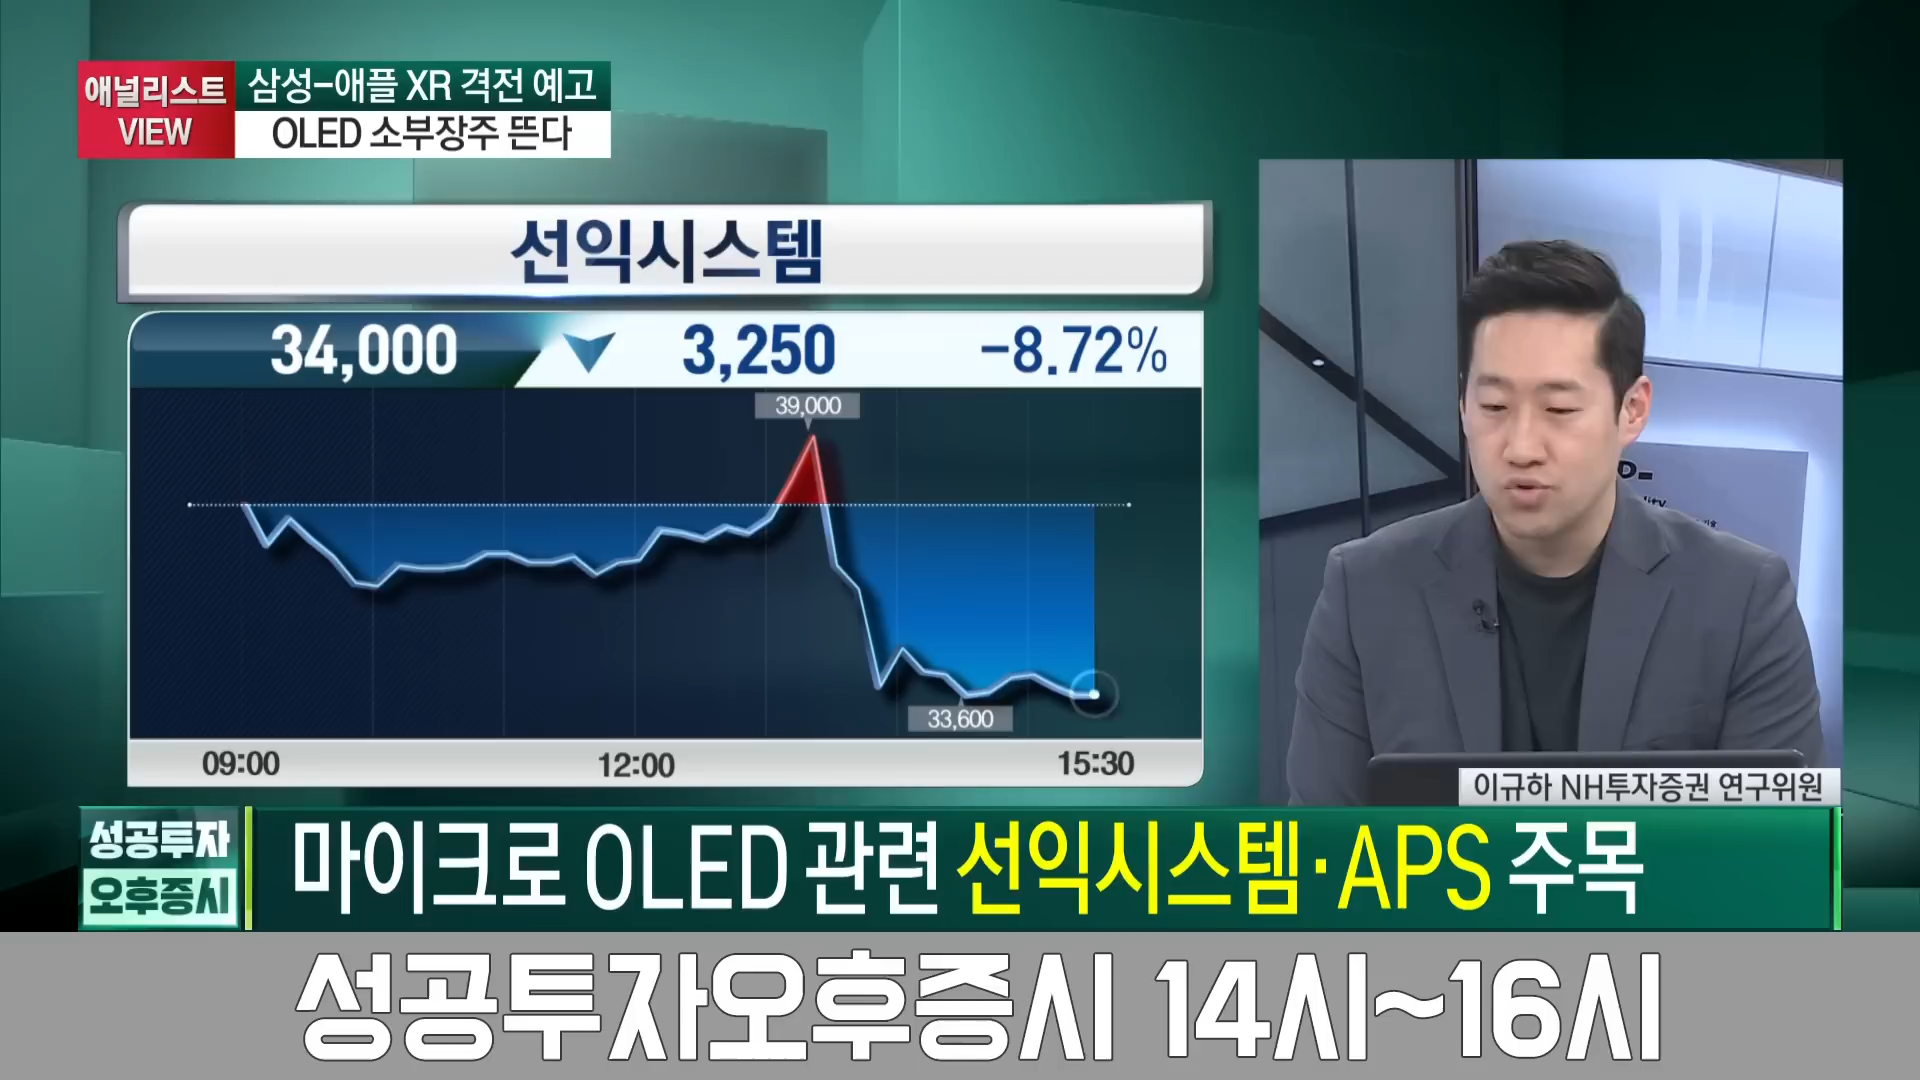 애널리스트
VIEW
삼성-애플 XR 격전 예고
OLED 소부장주 뜬다
선익시스템
34,000 ▼ 3,250 -8.72%
39,000
33,600
09:00 12:00 15:30
이규하 NH투자증권 연구위원
성공투자
오후증시
마이크로 OLED 관련 선익시스템·APS 주목
성공투자오후증시 14시~16시